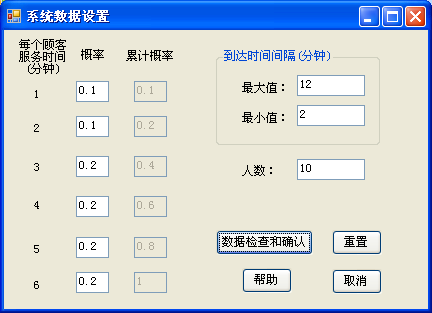 系统数据设置
每个顾客
服务时间
(分钟)
概率
累计概率
1
0.1
0.1
2
0.1
0.2
3
0.2
0.4
4
0.2
0.6
5
0.2
0.8
6
0.2
1
到达时间间隔(分钟)
最大值：
12
最小值：
2
人数：
10
数据检查和确认
重置
帮助
取消